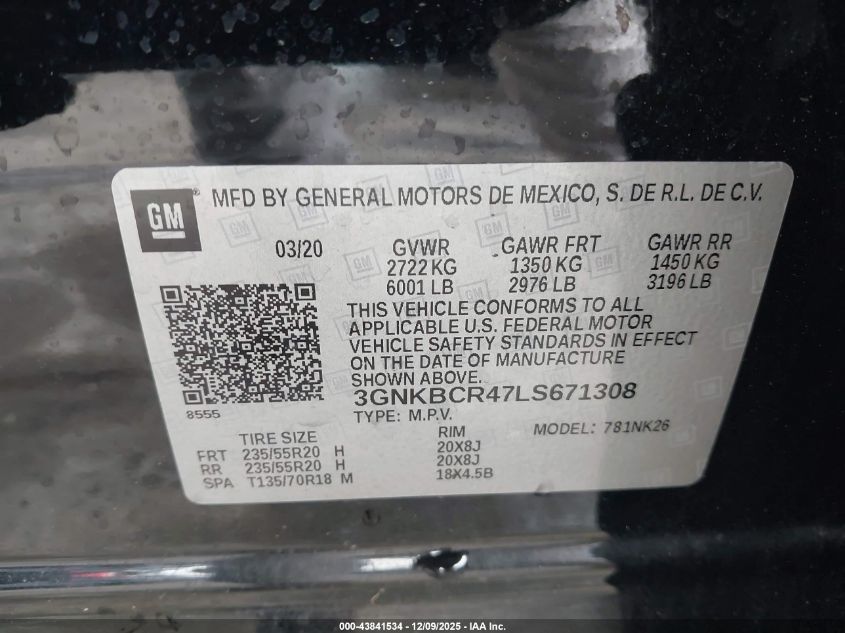 GM
MFD BY GENERAL MOTORS DE MEXICO, S. DE R.L. DE C.V.
03/20 GVWR GAWR FRT GAWR RR
2722 KG 1350 KG 1450 KG
6001 LB 2976 LB 3196 LB
THIS VEHICLE CONFORMS TO ALL
APPLICABLE U.S. FEDERAL MOTOR
VEHICLE SAFETY STANDARDS IN EFFECT
ON THE DATE OF MANUFACTURE
SHOWN ABOVE.
3GNKBCR47LS671308
8555
TYPE: M.P.V.
MODEL: 781NK26
TIRE SIZE RIM
FRT 235/55R20 H 20X8J
RR 235/55R20 H 20X8J
SPA T135/70R18 M 18X4.5B
000-43841534 - 12/09/2025 - IAA Inc.